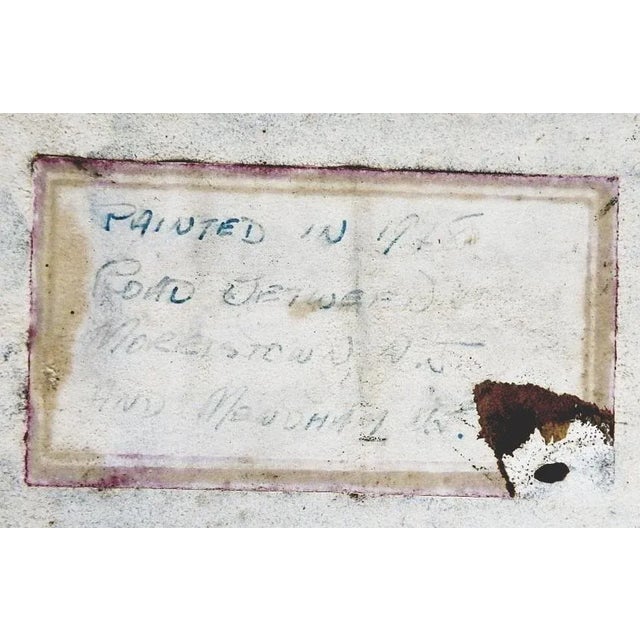 PAINTED IN
ROAD BETWEEN
MORRISTOWN N.J.
AND MENDHAM